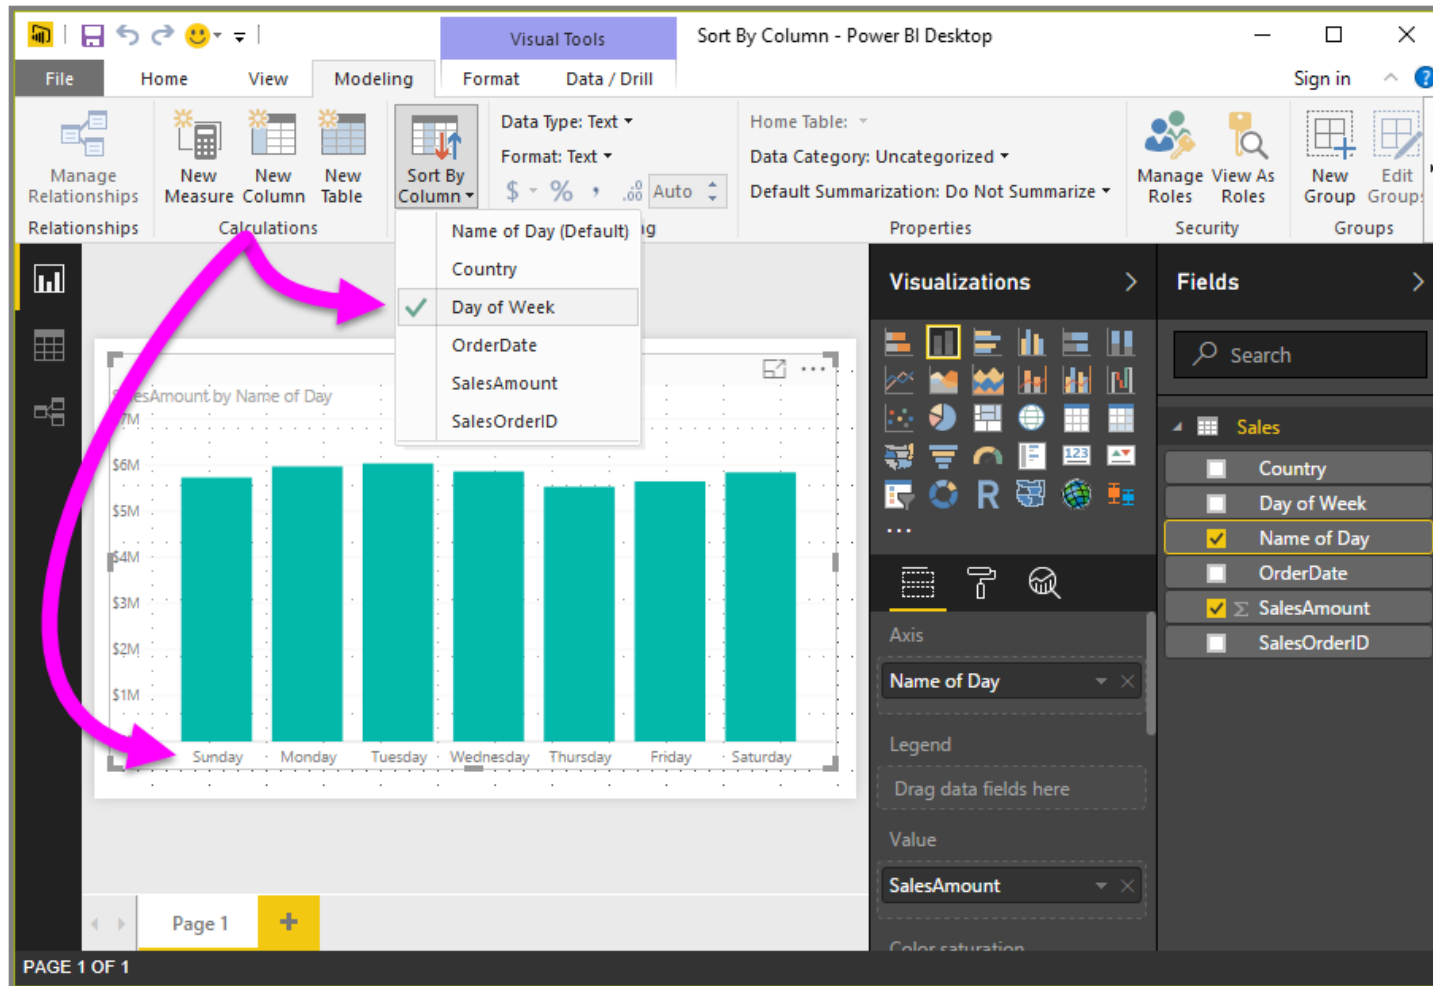 Visual Tools
Sort By Column - Power BI Desktop
File
Home
View
Modeling
Format
Data / Drill
Sign in
?
Manage
Relationships
New
Measure
New
Column
New
Table
Sort By
Column
Data Type: Text
Format: Text
$ % , .00 Auto
Home Table:
Data Category: Uncategorized
Default Summarization: Do Not Summarize
Manage
Roles
View As
Roles
New
Group
Edit
Groups
Relationships
Calculations
Properties
Security
Groups
Name of Day (Default)
Country
Day of Week
OrderDate
SalesAmount
SalesOrderID
SalesAmount by Name of Day
$7M
$6M
$5M
$4M
$3M
$2M
$1M
Sunday
Monday
Tuesday
Wednesday
Thursday
Friday
Saturday
Visualizations
123
R
Axis
Name of Day
Legend
Drag data fields here
Value
SalesAmount
Color saturation
Fields
Search
Sales
Country
Day of Week
Name of Day
OrderDate
Σ SalesAmount
SalesOrderID
Page 1
PAGE 1 OF 1